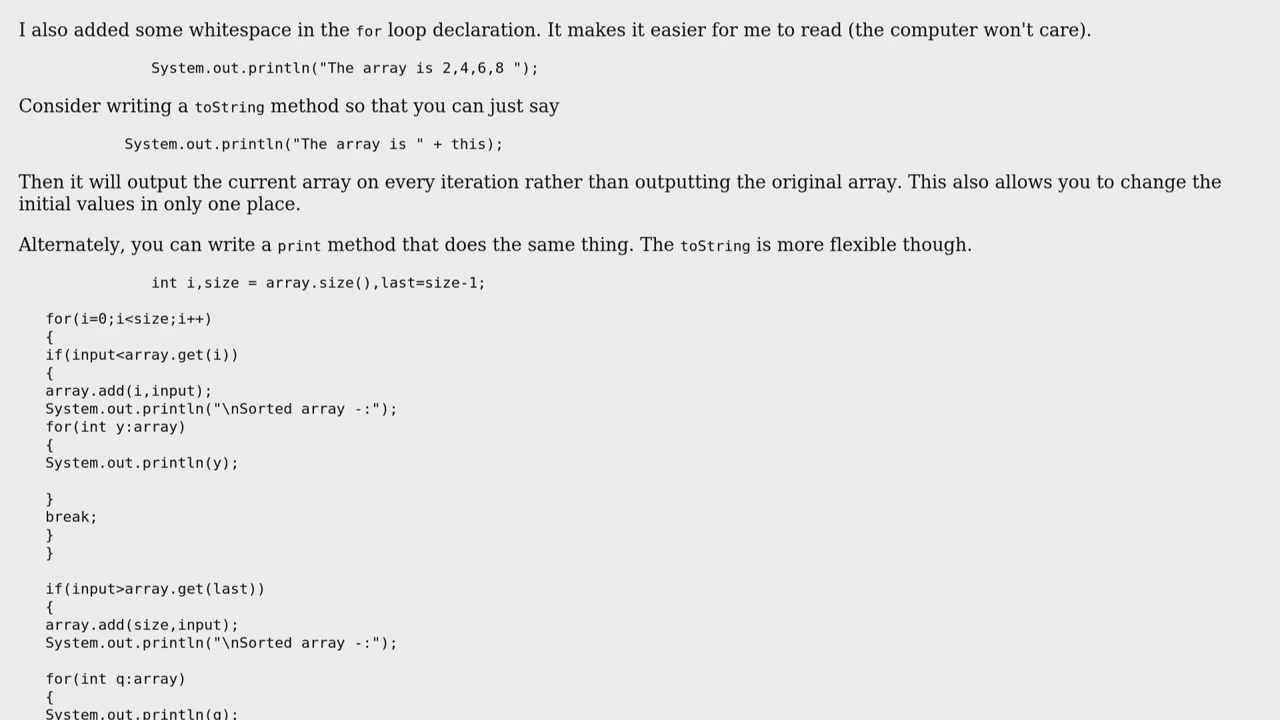 I also added some whitespace in the for loop declaration. It makes it easier for me to read (the computer won't care).
System.out.println("The array is 2,4,6,8 ");
Consider writing a toString method so that you can just say
System.out.println("The array is " + this);
Then it will output the current array on every iteration rather than outputting the original array. This also allows you to change the
initial values in only one place.
Alternately, you can write a print method that does the same thing. The toString is more flexible though.
int i,size = array.size(),last=size-1;
for(i=0;i<size;i++)
{
if(input<array.get(i))
{
array.add(i,input);
System.out.println("\nSorted array -:");
for(int y:array)
{
System.out.println(y);
}
break;
}
}
if(input>array.get(last))
{
array.add(size,input);
System.out.println("\nSorted array -:");
for(int q:array)
{
System.out.println(q);